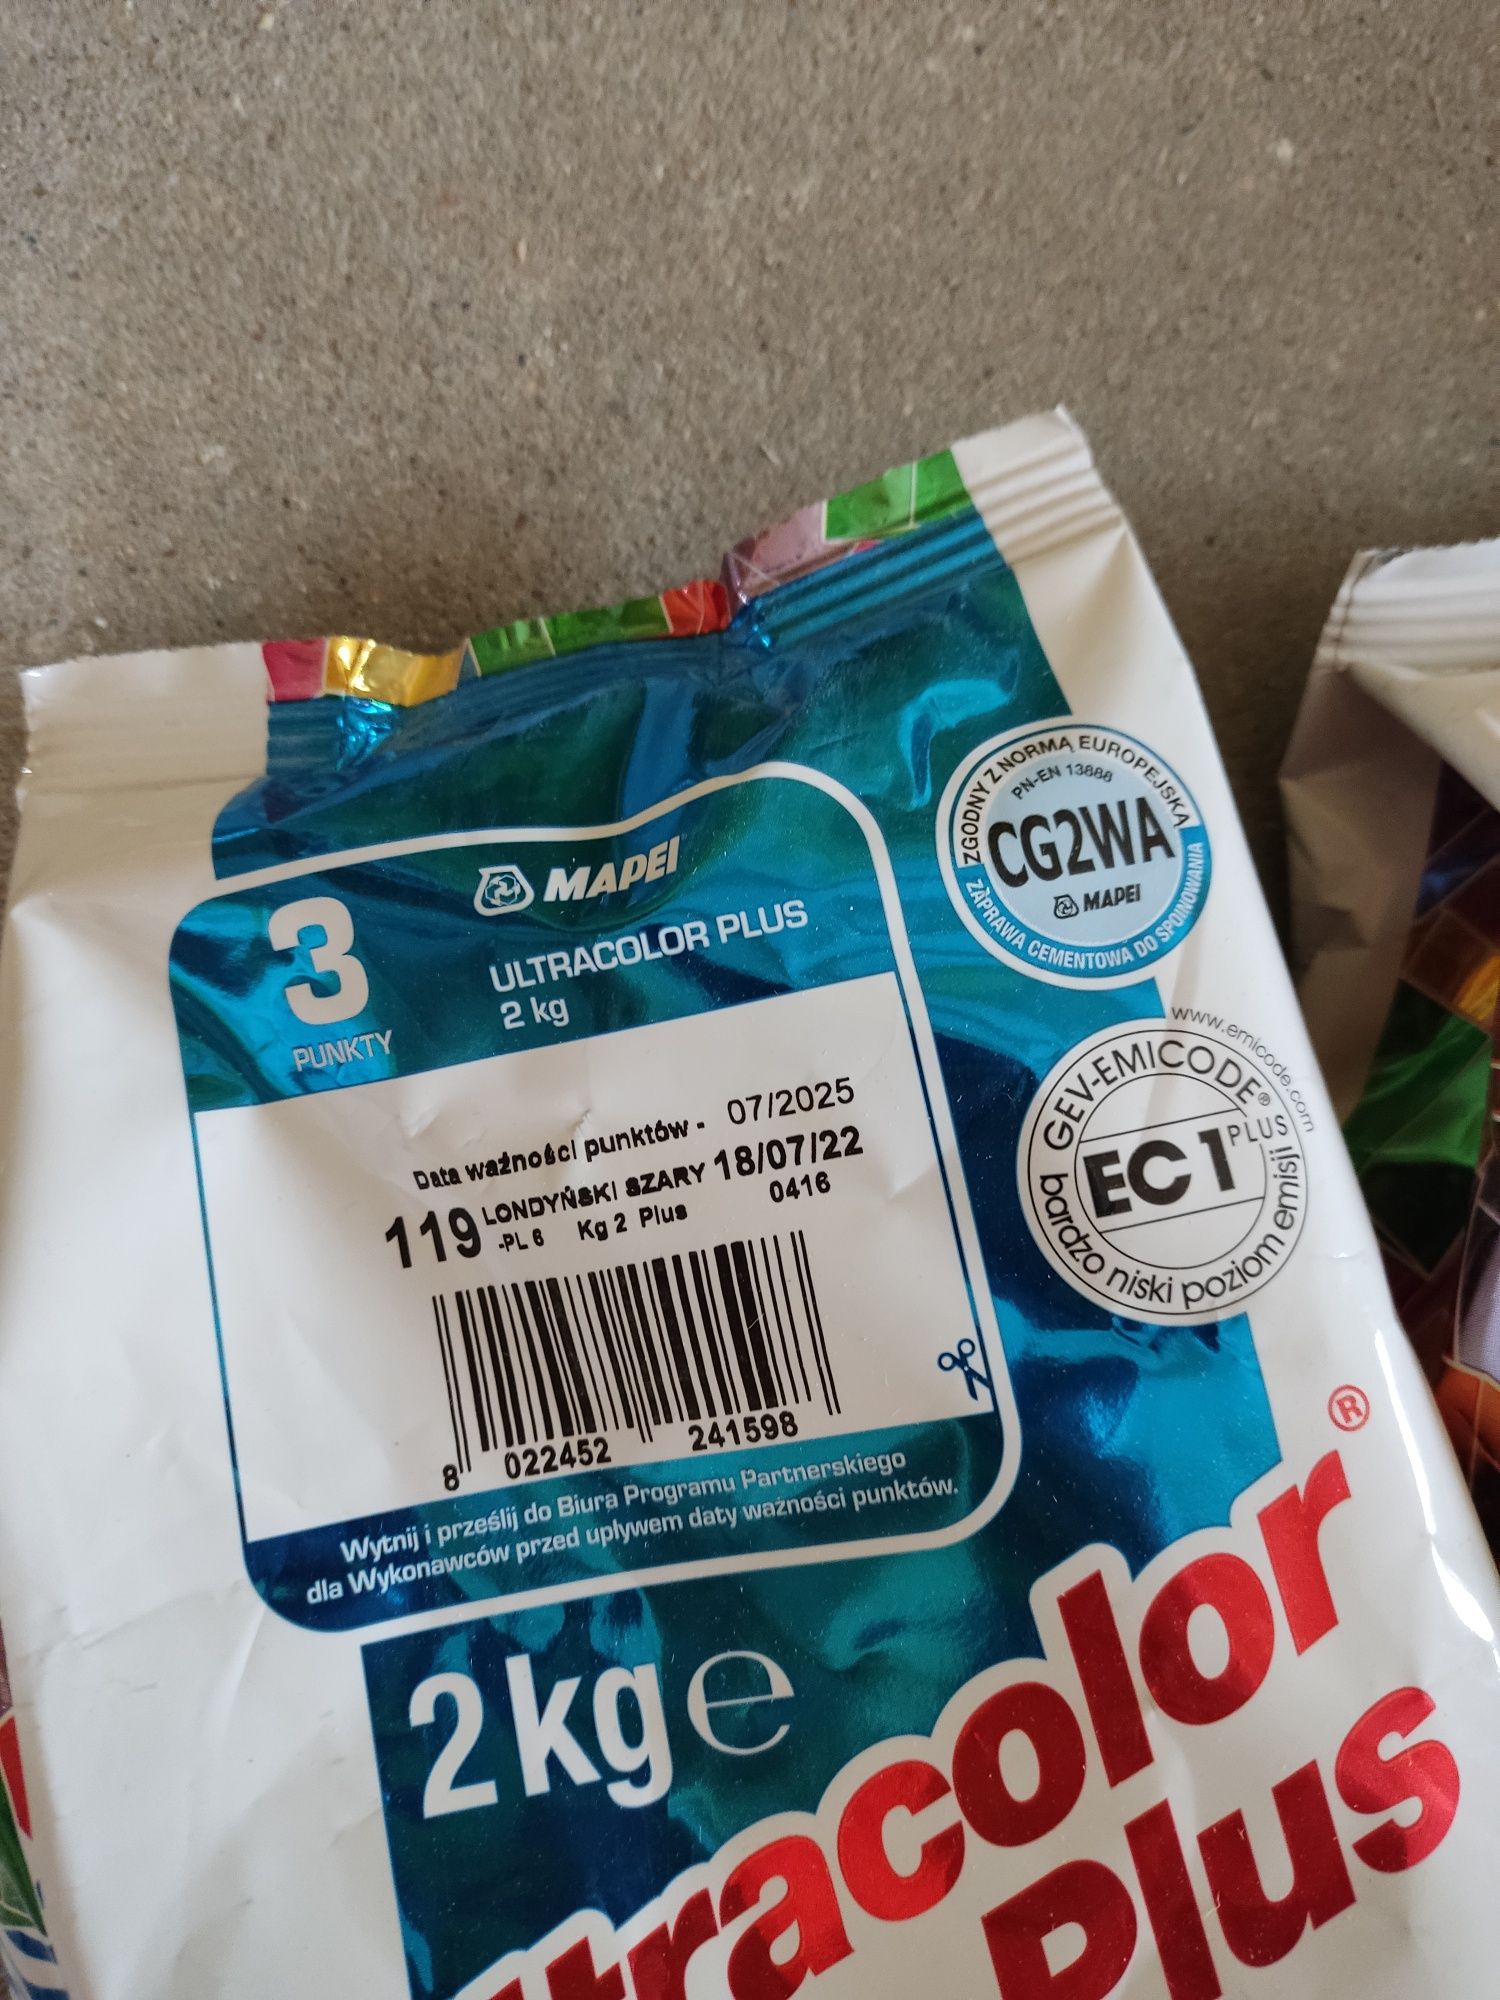 MAPEI
3
PUNKTY
ULTRACOLOR PLUS
2 kg
Data ważności punktów - 07/2025
119 LONDYŃSKI SZARY 18/07/22
-PL 6 Kg 2 Plus 0416
8 022452 241598
Wytnij i prześlij do Biura Programu Partnerskiego
dla Wykonawców przed upływem daty ważności punktów.
ZGODNY Z NORMĄ EUROPEJSKĄ
PN-EN 13888
CG2WA
MAPEI
ZAPRAWA CEMENTOWA DO SPOINOWANIA
www.emicode.com
GEV-EMICODE®
EC1 PLUS
bardzo niski poziom emisji
2 kg ℮
ltracolor®
Plus